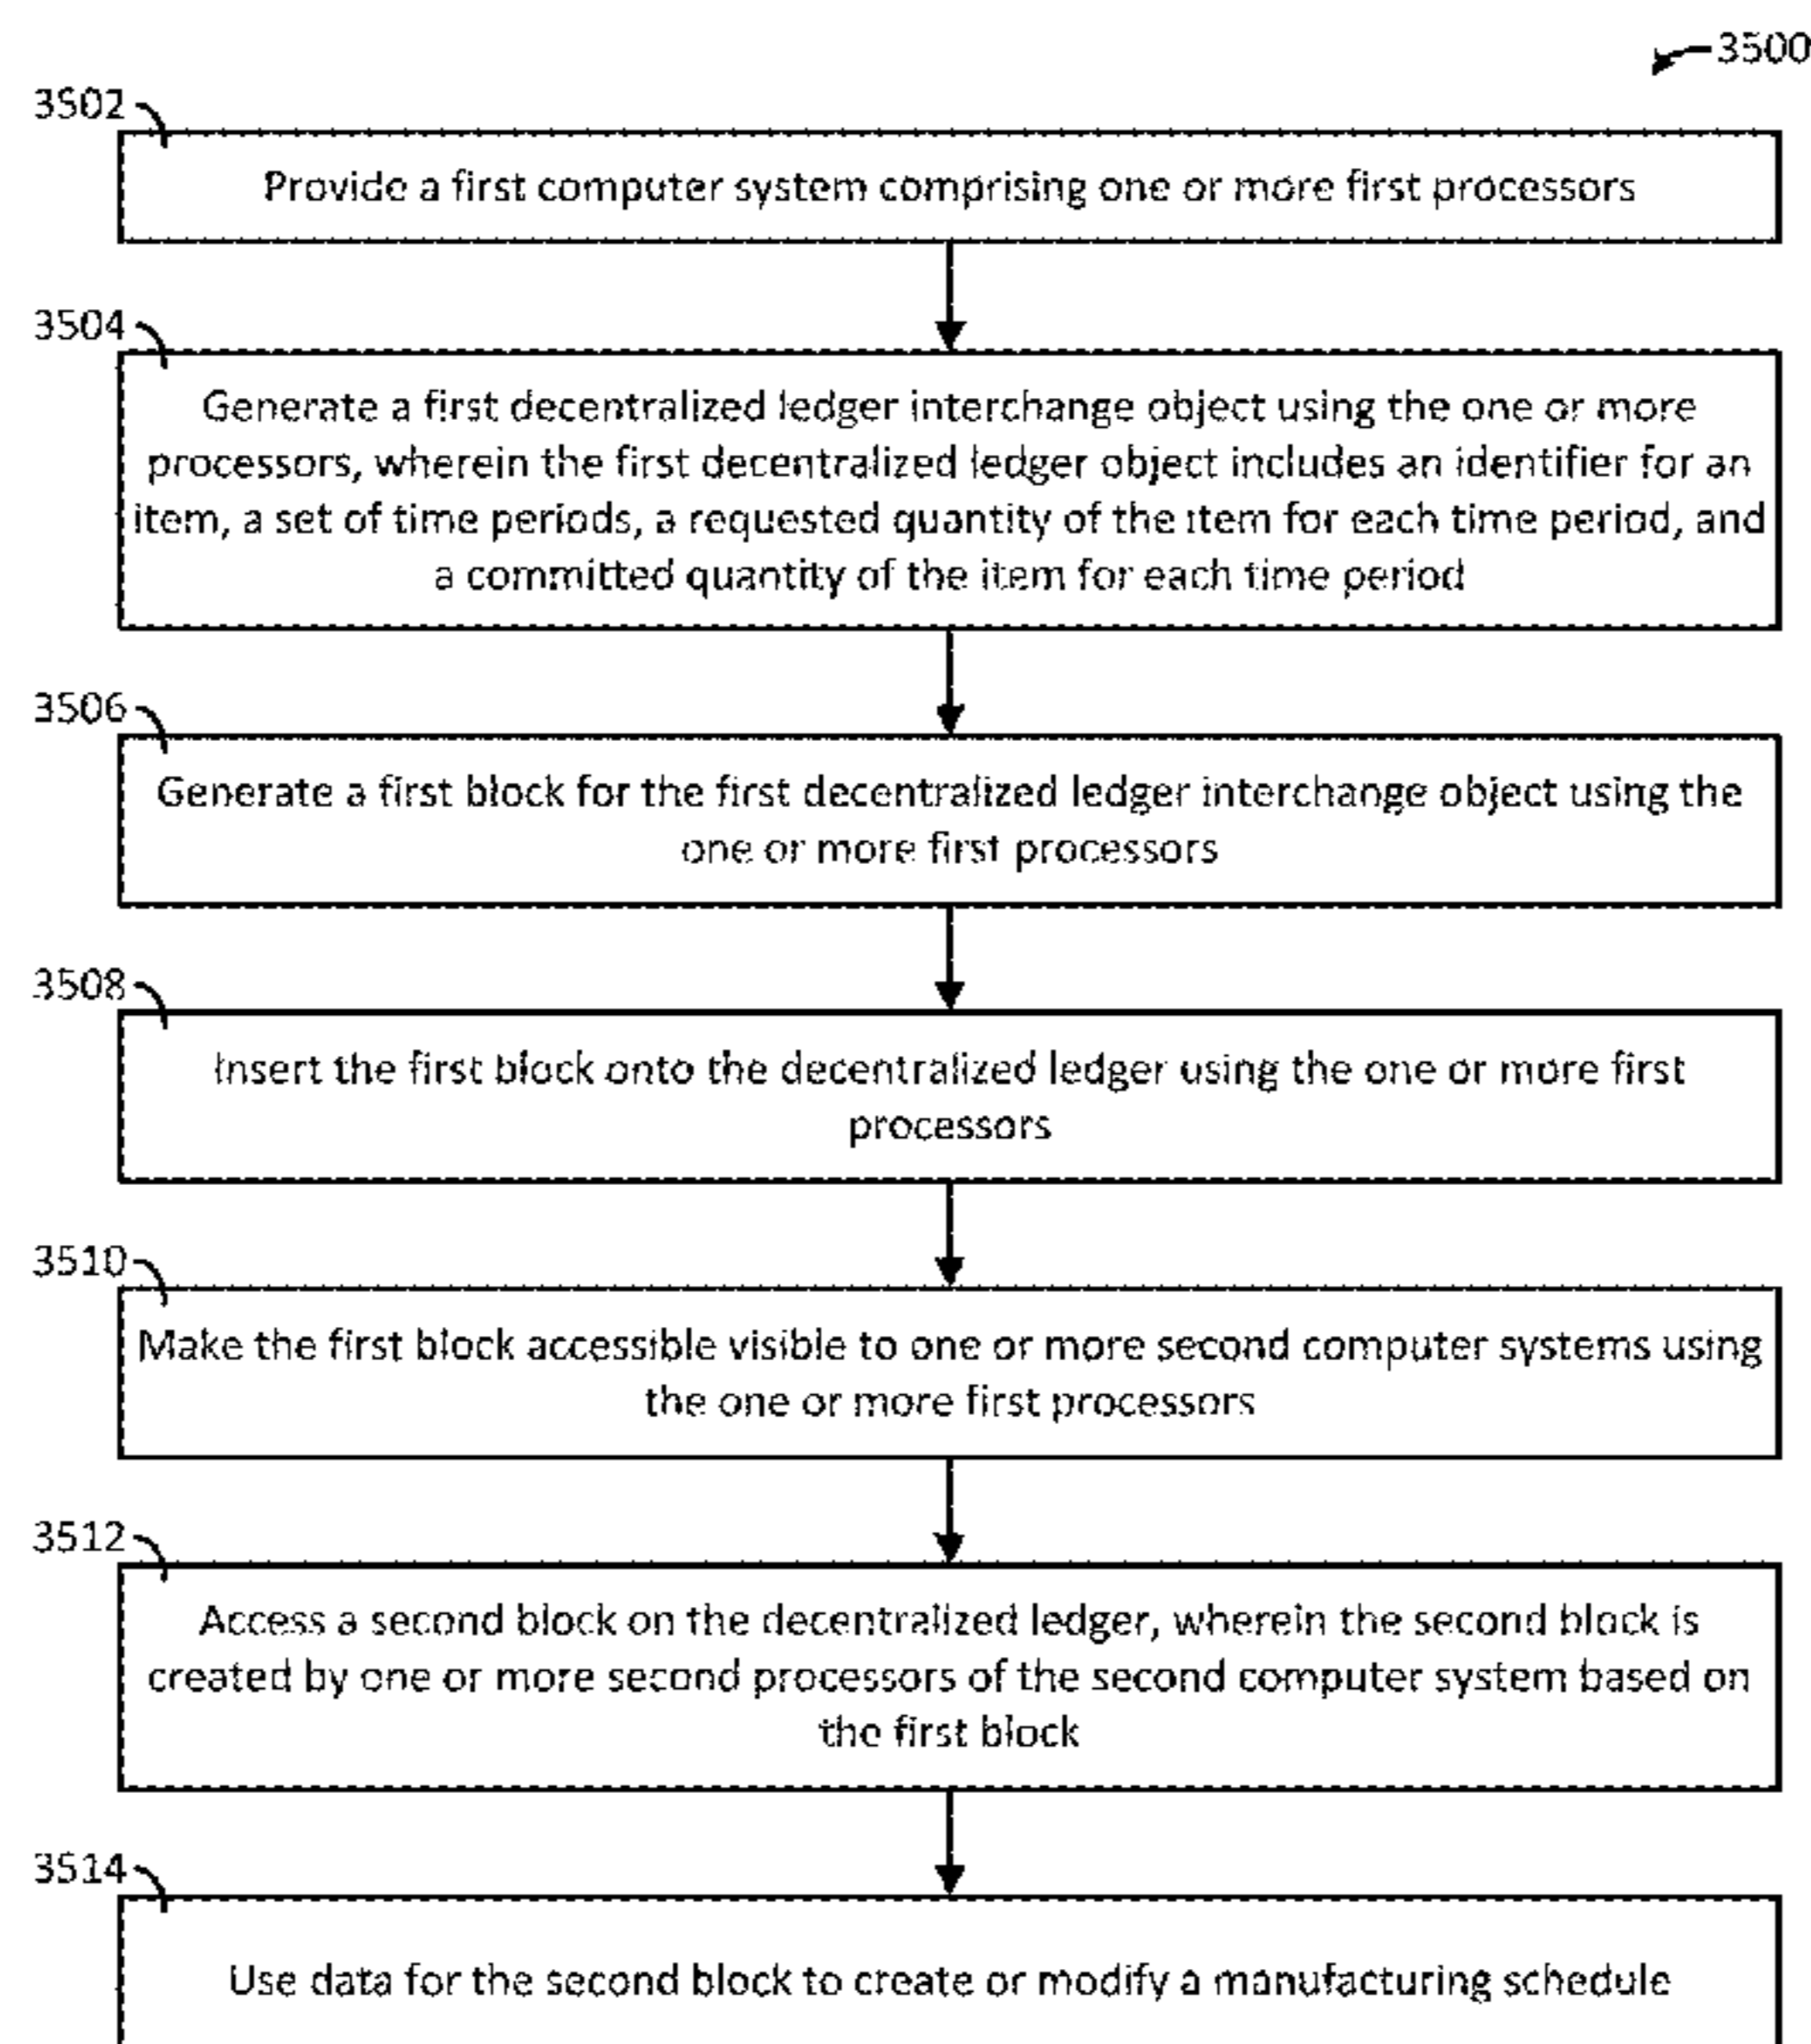 3500
3502
Provide a first computer system comprising one or more first processors
3504
Generate a first decentralized ledger interchange object using the one or more
processors, wherein the first decentralized ledger object includes an identifier for an
item, a set of time periods, a requested quantity of the item for each time period, and
a committed quantity of the item for each time period
3506
Generate a first block for the first decentralized ledger interchange object using the
one or more first processors
3508
Insert the first block onto the decentralized ledger using the one or more first
processors
3510
Make the first block accessible visible to one or more second computer systems using
the one or more first processors
3512
Access a second block on the decentralized ledger, wherein the second block is
created by one or more second processors of the second computer system based on
the first block
3514
Use data for the second block to create or modify a manufacturing schedule